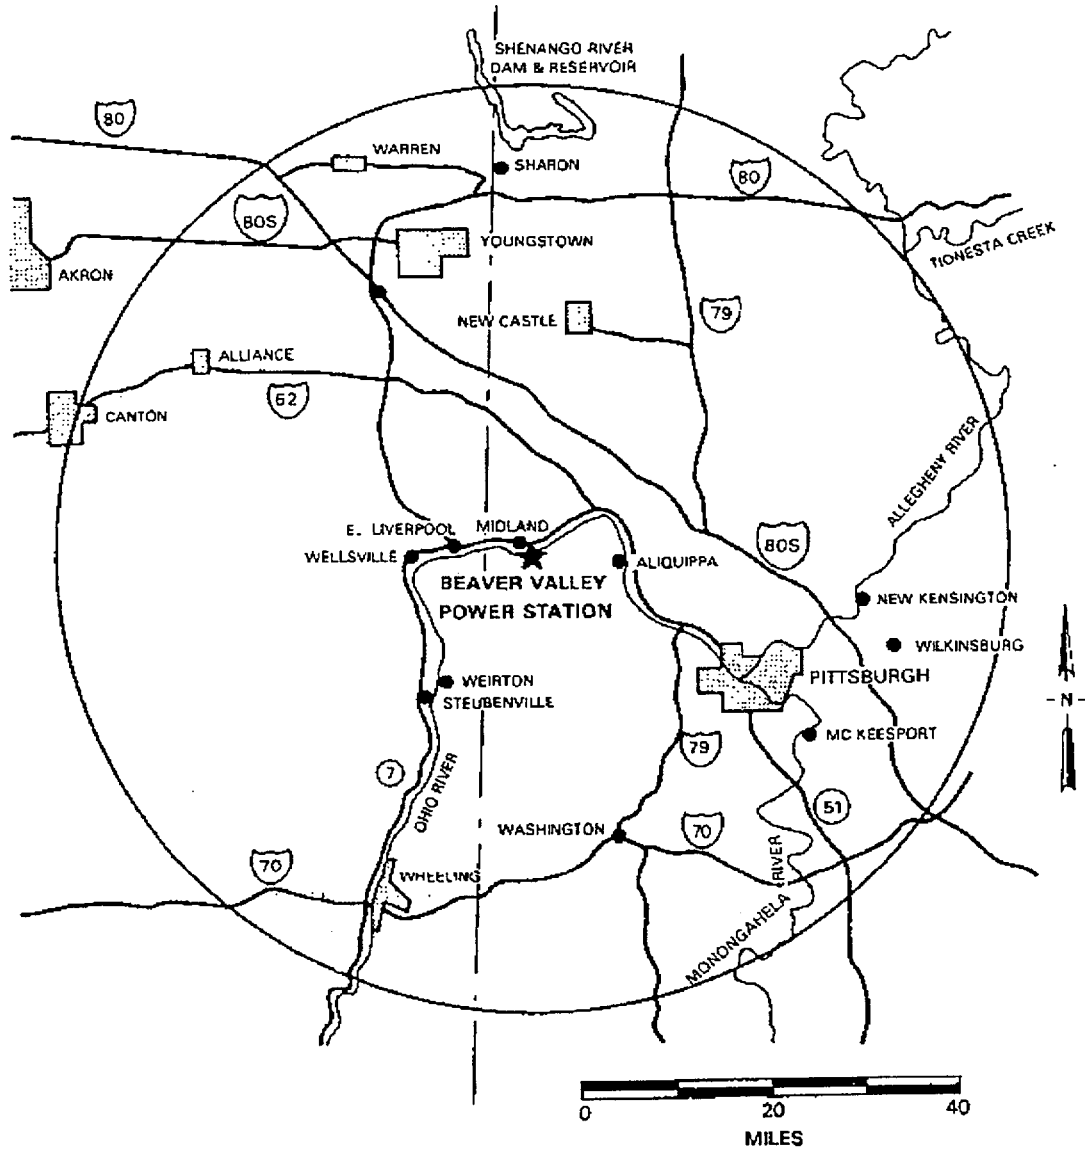 SHENANGO RIVER
DAM & RESERVOIR
80
WARREN
SHARON
80
80S
YOUNGSTOWN
TIONESTA CREEK
AKRON
NEW CASTLE
79
ALLIANCE
62
CANTON
ALLEGHENY RIVER
E. LIVERPOOL
MIDLAND
80S
WELLSVILLE
ALIQUIPPA
BEAVER VALLEY
POWER STATION
NEW KENSINGTON
WILKINSBURG
PITTSBURGH
WEIRTON
STEUBENVILLE
N
MC KEESPORT
79
7
OHIO RIVER
51
WASHINGTON
70
70
WHEELING
MONONGAHELA RIVER
0 20 40
MILES